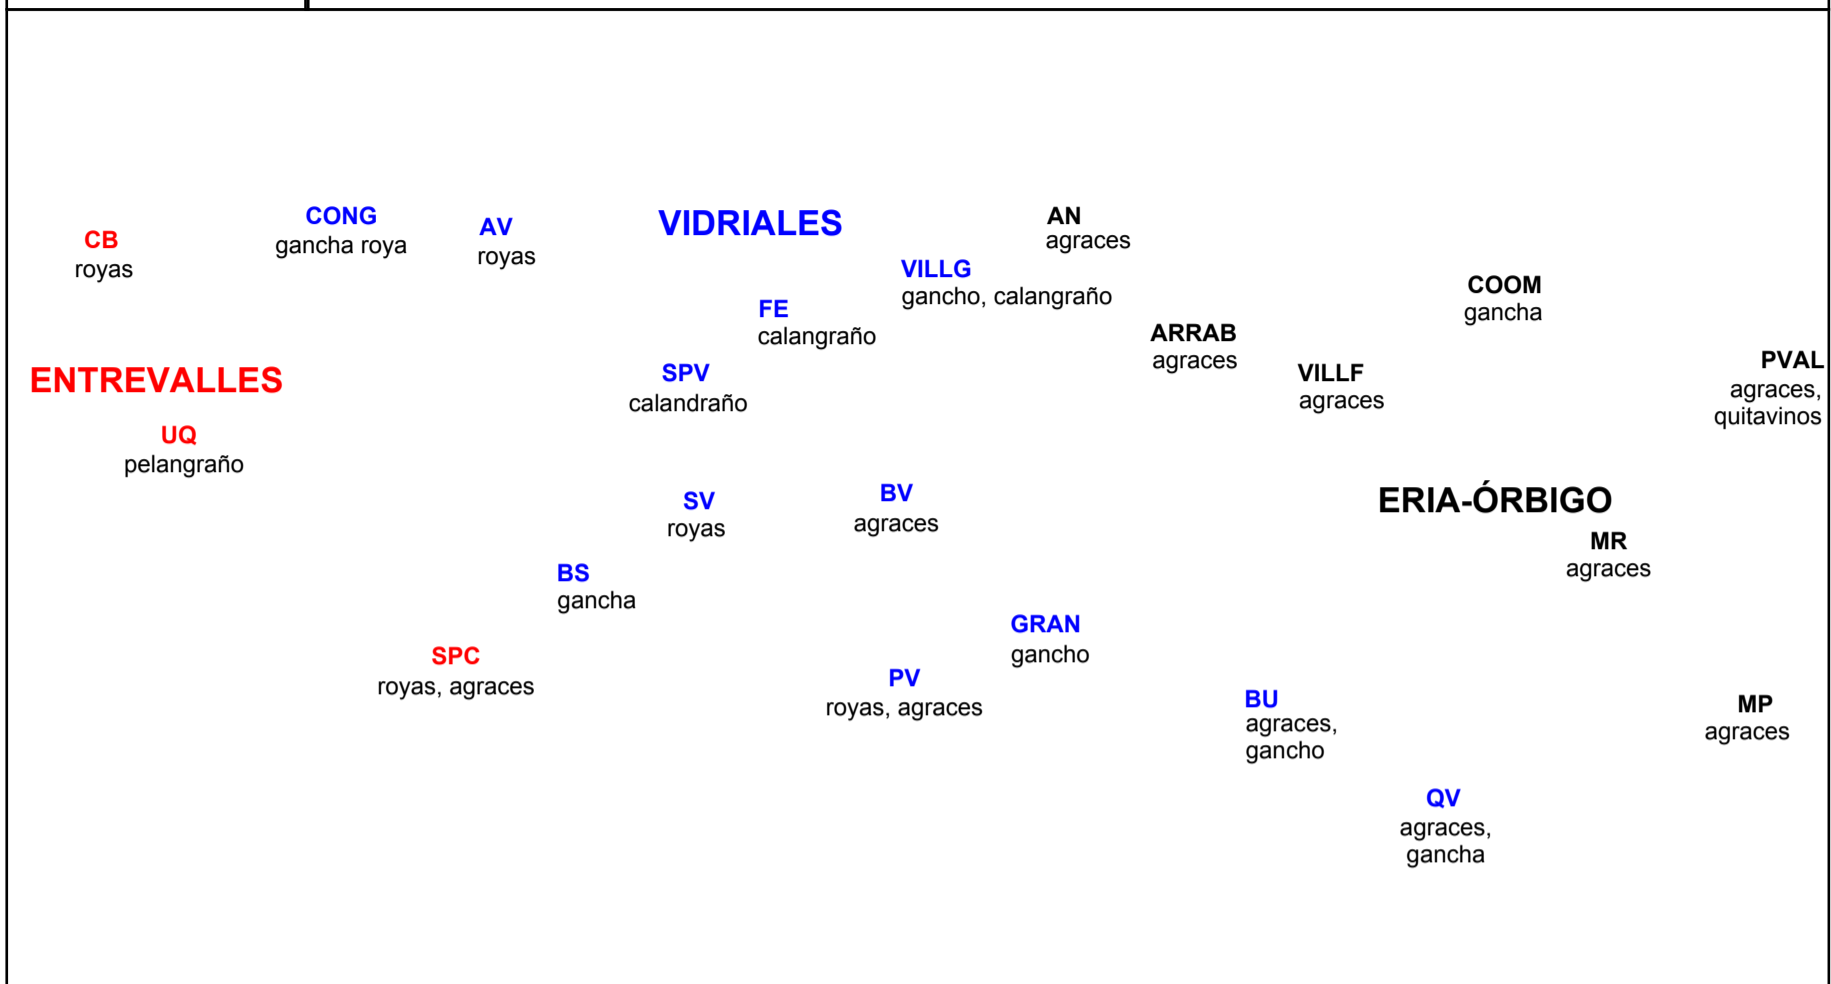 CONG
gancha roya
AV
royas
VIDRIALES
AN
agraces
CB
royas
VILLG
gancho, calangraño
COOM
gancha
FE
calangraño
ARRAB
agraces
ENTREVALLES
SPV
calandraño
VILLF
agraces
PVAL
agraces,
quitavinos
UQ
pelangraño
SV
royas
BV
agraces
ERIA-ÓRBIGO
MR
agraces
BS
gancha
GRAN
gancho
SPC
royas, agraces
PV
royas, agraces
BU
agraces,
gancho
MP
agraces
QV
agraces,
gancha